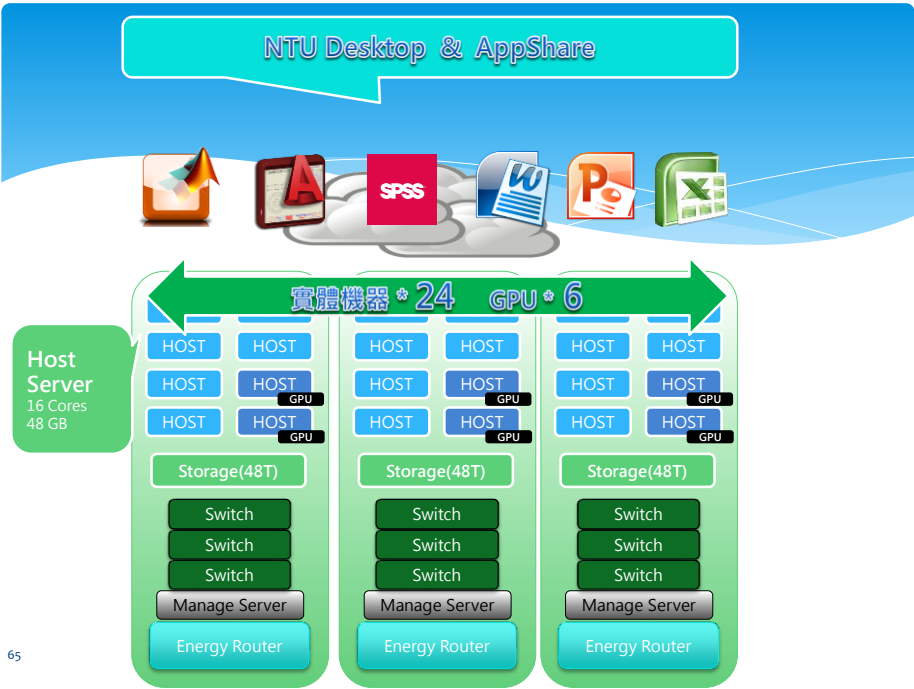 NTU Desktop & AppShare
SPSS
實體機器 * 24 GPU * 6
Host
Server
16 Cores
48 GB
HOST HOST HOST HOST HOST HOST
HOST HOST HOST HOST HOST HOST
GPU GPU GPU
HOST HOST HOST HOST HOST HOST
GPU GPU GPU
Storage(48T) Storage(48T) Storage(48T)
Switch Switch Switch
Switch Switch Switch
Switch Switch Switch
Manage Server Manage Server Manage Server
Energy Router Energy Router Energy Router
65